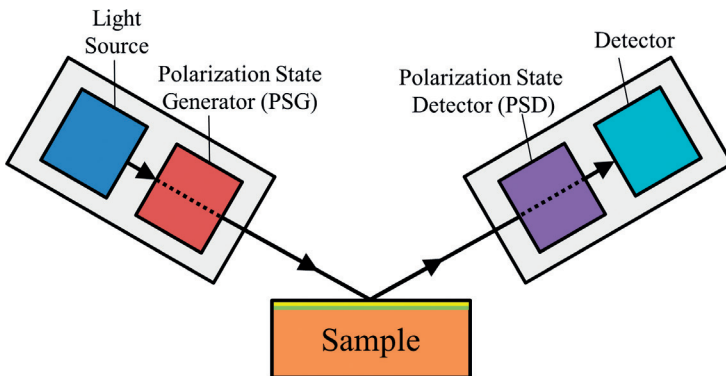 Light
Source
Polarization State
Generator (PSG)
Polarization State
Detector (PSD)
Detector
Sample